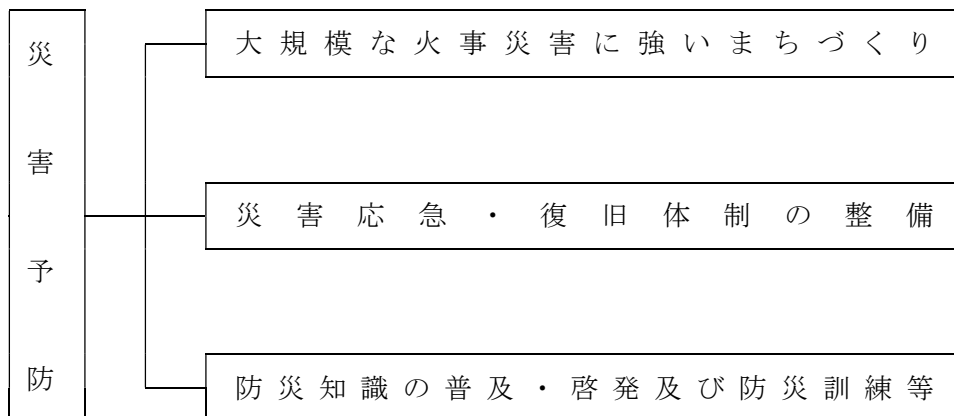 災害予防
大規模な火事災害に強いまちづくり
災害応急・復旧体制の整備
防災知識の普及・啓発及び防災訓練等